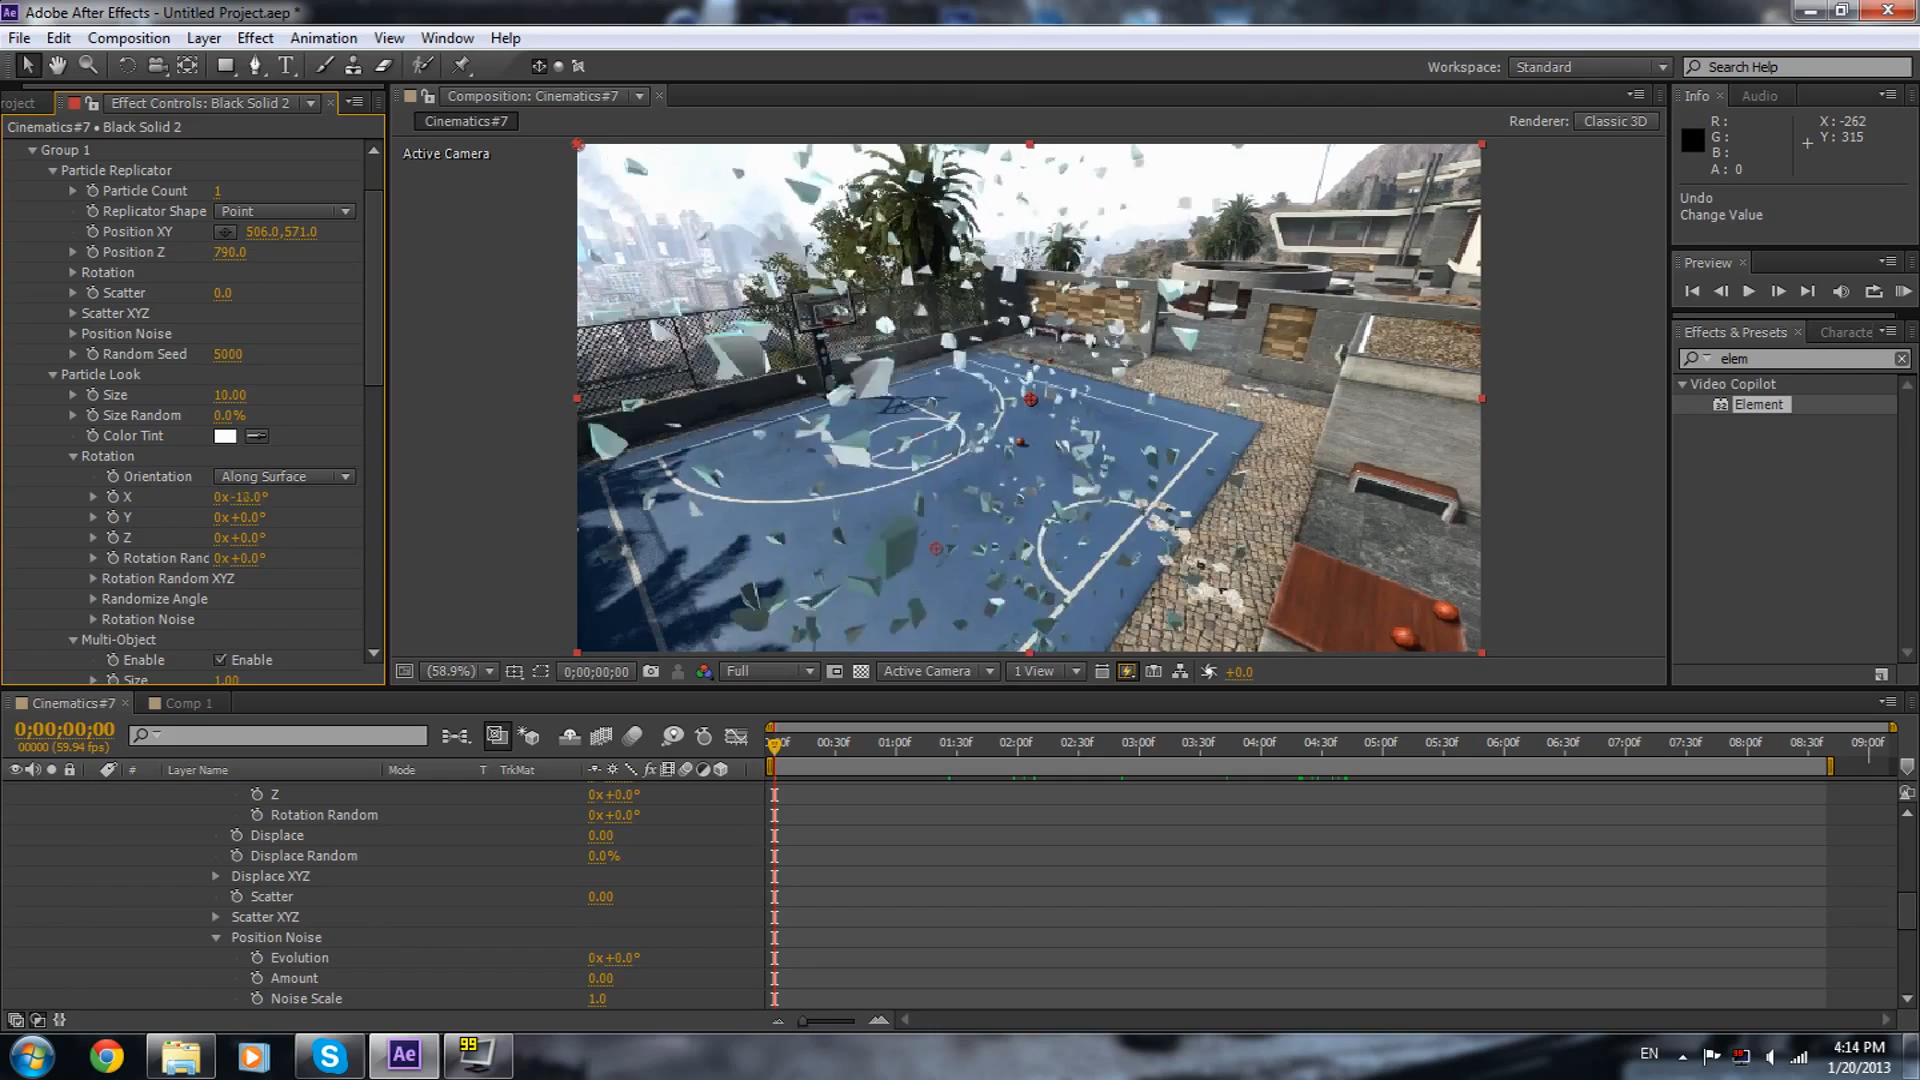 Adobe After Effects - Untitled Project.aep *
File Edit Composition Layer Effect Animation View Window Help
Workspace: Standard Search Help
roject Effect Controls: Black Solid 2
Cinematics#7 • Black Solid 2
Group 1
Particle Replicator
Particle Count 1
Replicator Shape Point
Position XY 506.0,571.0
Position Z 790.0
Rotation
Scatter 0.0
Scatter XYZ
Position Noise
Random Seed 5000
Particle Look
Size 10.00
Size Random 0.0%
Color Tint
Rotation
Orientation Along Surface
X 0x-18.0°
Y 0x+0.0°
Z 0x+0.0°
Rotation Rand 0x+0.0°
Rotation Random XYZ
Randomize Angle
Rotation Noise
Multi-Object
Enable Enable
Size 1.00
Composition: Cinematics#7
Cinematics#7
Renderer: Classic 3D
Active Camera
(58.9%) 0;00;00;00 Full Active Camera 1 View +0.0
Info Audio
R: X: -262
G: Y: 315
B:
A: 0
Undo
Change Value
Preview
Effects & Presets Characte
elem
Video Copilot
32 Element
Cinematics#7 Comp 1
0;00;00;00
00000 (59.94 fps)
# Layer Name Mode T TrkMat
00f 00:30f 01:00f 01:30f 02:00f 02:30f 03:00f 03:30f 04:00f 04:30f 05:00f 05:30f 06:00f 06:30f 07:00f 07:30f 08:00f 08:30f 09:00f
Z 0x+0.0°
Rotation Random 0x+0.0°
Displace 0.00
Displace Random 0.0%
Displace XYZ
Scatter 0.00
Scatter XYZ
Position Noise
Evolution 0x+0.0°
Amount 0.00
Noise Scale 1.0
Ae 99 EN 4:14 PM
1/20/2013